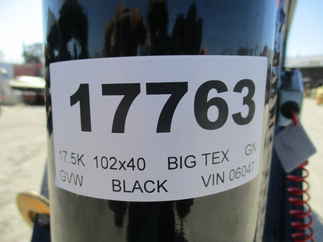 17763
17.5K 102x40 BIG TEX GK
GVW BLACK VIN 06047